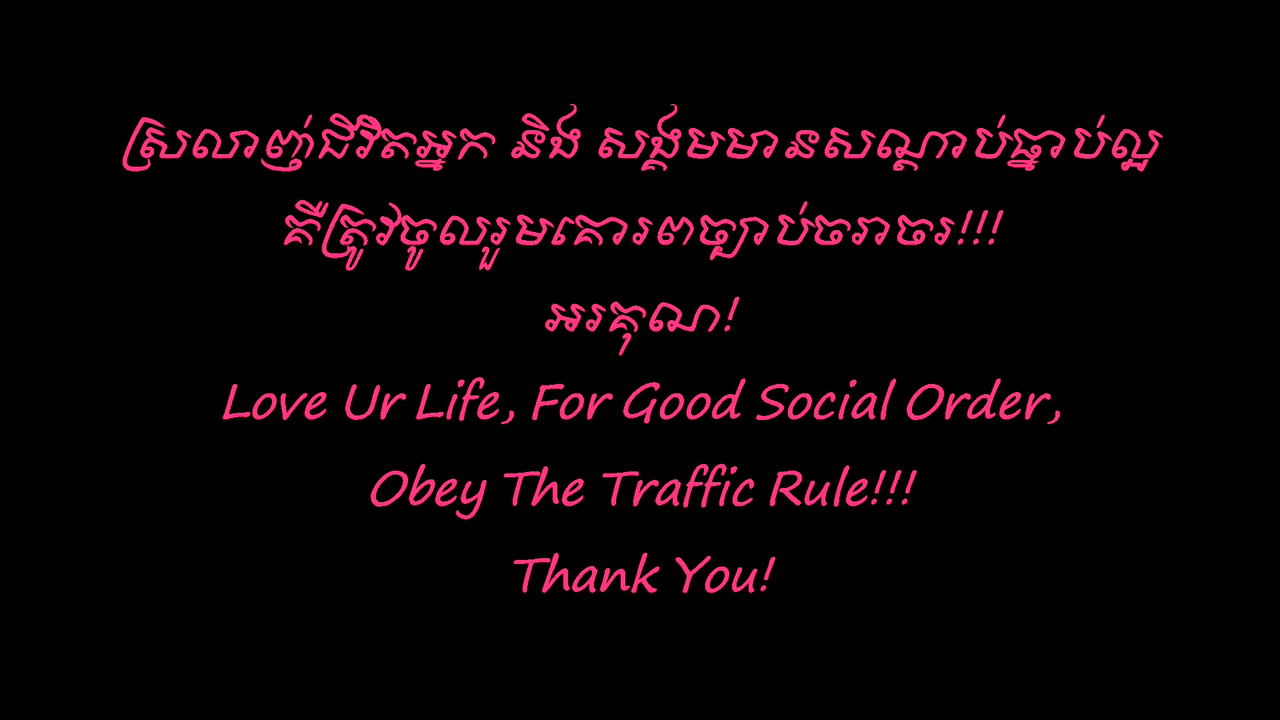 ស្រលាញ់ជីវិតអ្នក និង សង្គមមានសណ្ដាប់ធ្នាប់ល្អ
គឺត្រូវចូលរួមគោរពច្បាប់ចរាចរ!!!
អរគុណ!
Love Ur Life, For Good Social Order,
Obey The Traffic Rule!!!
Thank You!